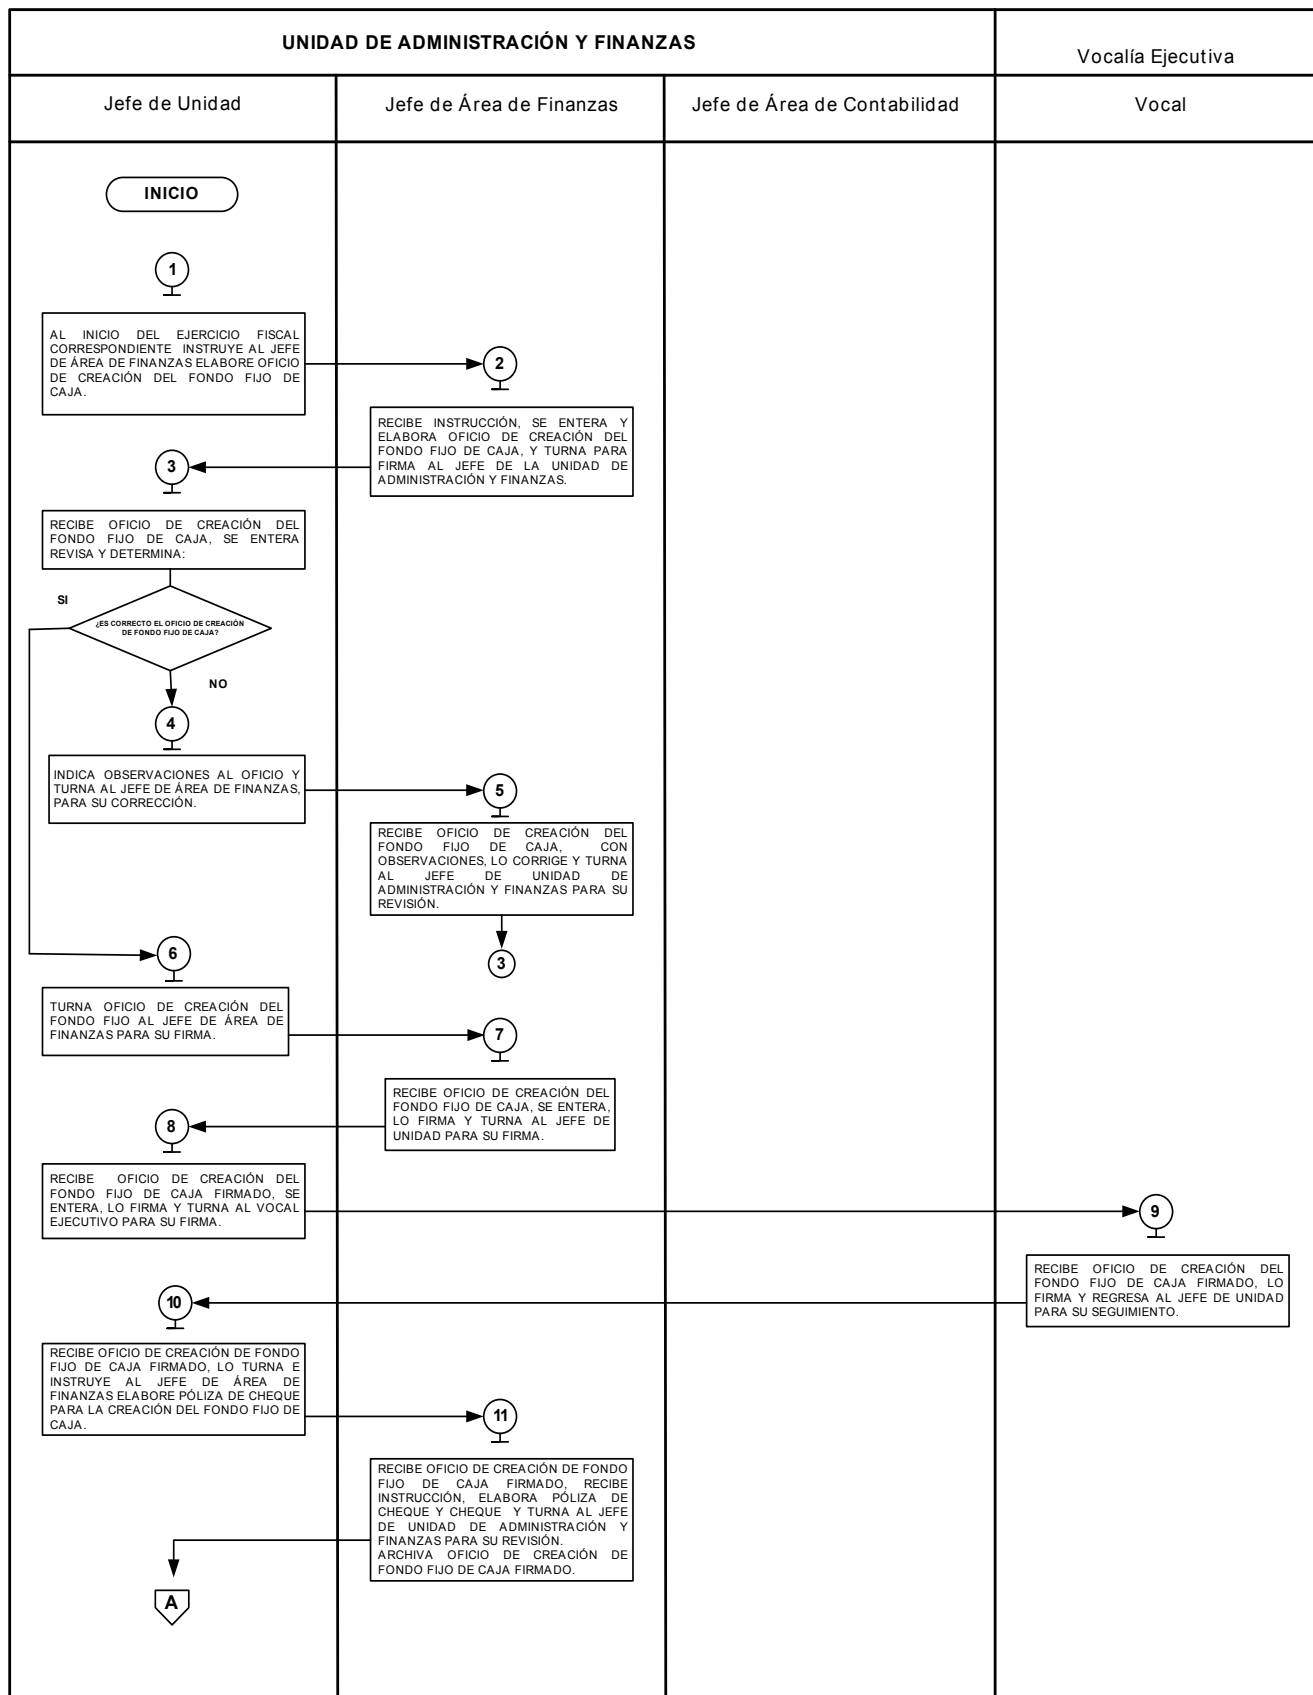 UNIDAD DE ADMINISTRACIÓN Y FINANZAS
Vocalía Ejecutiva
Jefe de Unidad
Jefe de Área de Finanzas
Jefe de Área de Contabilidad
Vocal
INICIO
1
AL INICIO DEL EJERCICIO FISCAL
CORRESPONDIENTE INSTRUYE AL JEFE
DE ÁREA DE FINANZAS ELABORE OFICIO
DE CREACIÓN DEL FONDO FIJO DE
CAJA.
2
RECIBE INSTRUCCIÓN, SE ENTERA Y
ELABORA OFICIO DE CREACIÓN DEL
FONDO FIJO DE CAJA, Y TURNA PARA
FIRMA AL JEFE DE LA UNIDAD DE
ADMINISTRACIÓN Y FINANZAS.
3
RECIBE OFICIO DE CREACIÓN DEL
FONDO FIJO DE CAJA, SE ENTERA
REVISA Y DETERMINA:
SI
¿ES CORRECTO EL OFICIO DE CREACIÓN
DE FONDO FIJO DE CAJA?
NO
4
INDICA OBSERVACIONES AL OFICIO Y
TURNA AL JEFE DE ÁREA DE FINANZAS,
PARA SU CORRECCIÓN.
5
RECIBE OFICIO DE CREACIÓN DEL
FONDO FIJO DE CAJA, CON
OBSERVACIONES, LO CORRIGE Y TURNA
AL JEFE DE UNIDAD DE
ADMINISTRACIÓN Y FINANZAS PARA SU
REVISIÓN.
3
6
TURNA OFICIO DE CREACIÓN DEL
FONDO FIJO AL JEFE DE ÁREA DE
FINANZAS PARA SU FIRMA.
7
RECIBE OFICIO DE CREACIÓN DEL
FONDO FIJO DE CAJA, SE ENTERA,
LO FIRMA Y TURNA AL JEFE DE
UNIDAD PARA SU FIRMA.
8
RECIBE OFICIO DE CREACIÓN DEL
FONDO FIJO DE CAJA FIRMADO, SE
ENTERA, LO FIRMA Y TURNA AL VOCAL
EJECUTIVO PARA SU FIRMA.
9
RECIBE OFICIO DE CREACIÓN DEL
FONDO FIJO DE CAJA FIRMADO, LO
FIRMA Y REGRESA AL JEFE DE UNIDAD
PARA SU SEGUIMIENTO.
10
RECIBE OFICIO DE CREACIÓN DE FONDO
FIJO DE CAJA FIRMADO, LO TURNA E
INSTRUYE AL JEFE DE ÁREA DE
FINANZAS ELABORE PÓLIZA DE CHEQUE
PARA LA CREACIÓN DEL FONDO FIJO DE
CAJA.
11
RECIBE OFICIO DE CREACIÓN DE FONDO
FIJO DE CAJA FIRMADO, RECIBE
INSTRUCCIÓN, ELABORA PÓLIZA DE
CHEQUE Y CHEQUE Y TURNA AL JEFE
DE UNIDAD DE ADMINISTRACIÓN Y
FINANZAS PARA SU REVISIÓN.
ARCHIVA OFICIO DE CREACIÓN DE
FONDO FIJO DE CAJA FIRMADO.
A